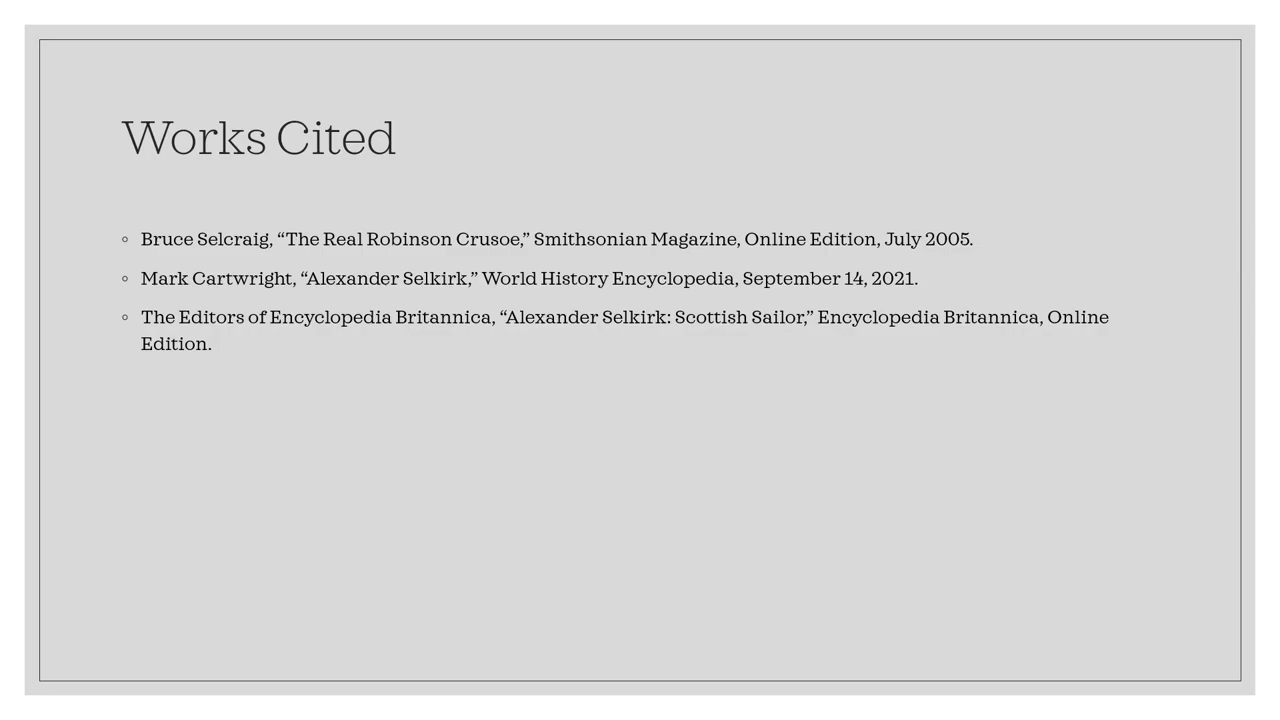 Works Cited
◦ Bruce Selcraig, “The Real Robinson Crusoe,” Smithsonian Magazine, Online Edition, July 2005.
◦ Mark Cartwright, “Alexander Selkirk,” World History Encyclopedia, September 14, 2021.
◦ The Editors of Encyclopedia Britannica, “Alexander Selkirk: Scottish Sailor,” Encyclopedia Britannica, Online
Edition.